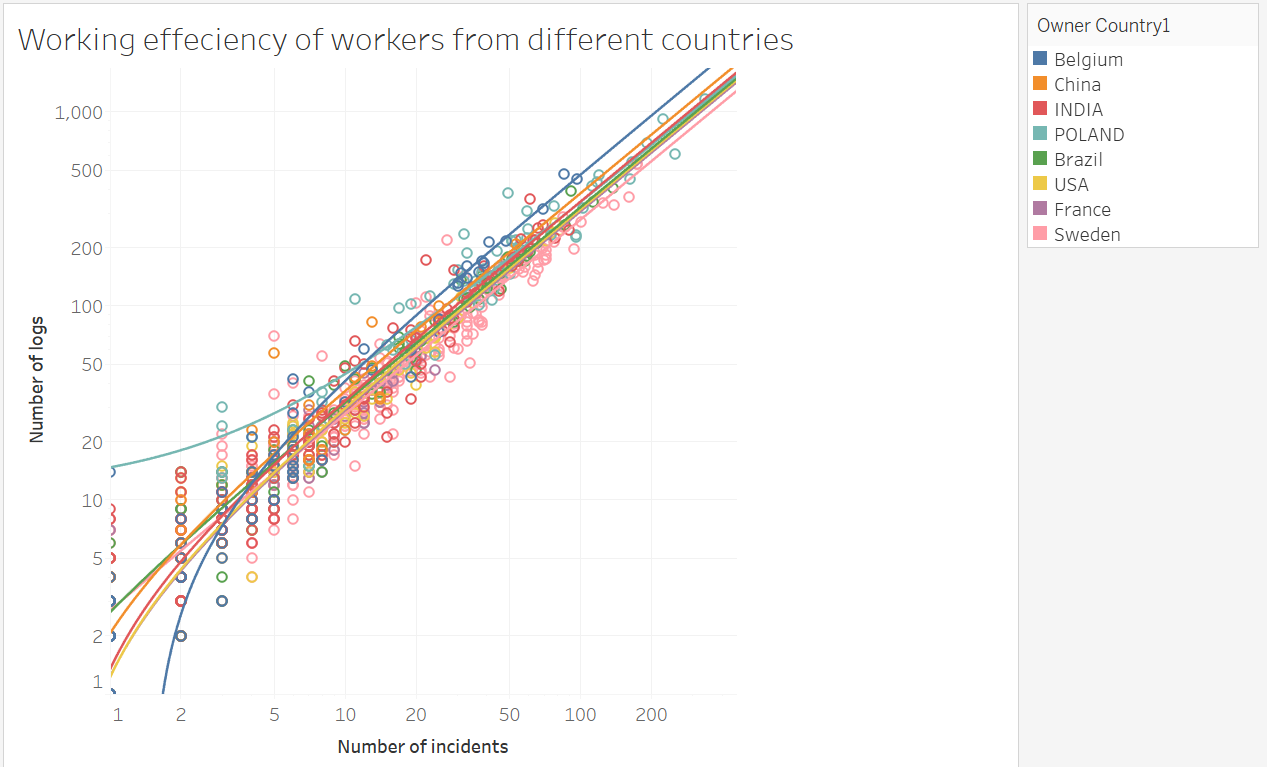 Working effeciency of workers from different countries
Owner Country1
Belgium
China
INDIA
POLAND
Brazil
USA
France
Sweden
Number of logs
1,000
500
200
100
50
20
10
5
2
1
1 2 5 10 20 50 100 200
Number of incidents